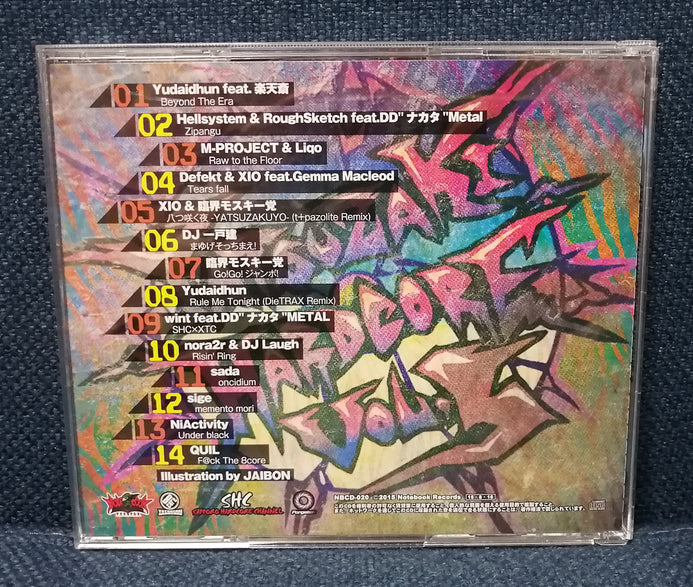 01 Yudaidhun feat. 楽天斎
Beyond The Era
02 Hellsystem & RoughSketch feat.DD" ナカタ "Metal
Zipangu
03 M-PROJECT & Liqo
Raw to the Floor
04 Defekt & XIO feat.Gemma Macleod
Tears fall
05 XIO & 臨界モスキー党
八つ咲く夜 -YATSUZAKUYO- (t+pazolite Remix)
06 DJ 一戸建
まゆげそっちまえ!
07 臨界モスキー党
Go!Go! ジャンボ!
08 Yudaidhun
Rule Me Tonight (DieTRAX Remix)
09 wint feat.DD" ナカタ "METAL
SHC×XTC
10 nora2r & DJ Laugh
Risin' Ring
11 sada
oncidium
12 sige
memento mori
13 NiActivity
Under black
14 QUIL
F@ck The 8core
Illustration by JAIBON
HARDCORE
VOL.1
SHC
SAITORO HARDCORE CHANNEL
NBCD-020 ©2015 Notebook Records